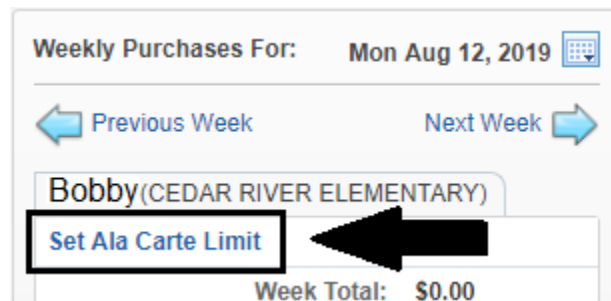 Weekly Purchases For: Mon Aug 12, 2019
Previous Week Next Week
Bobby(CEDAR RIVER ELEMENTARY)
Set Ala Carte Limit
Week Total: $0.00